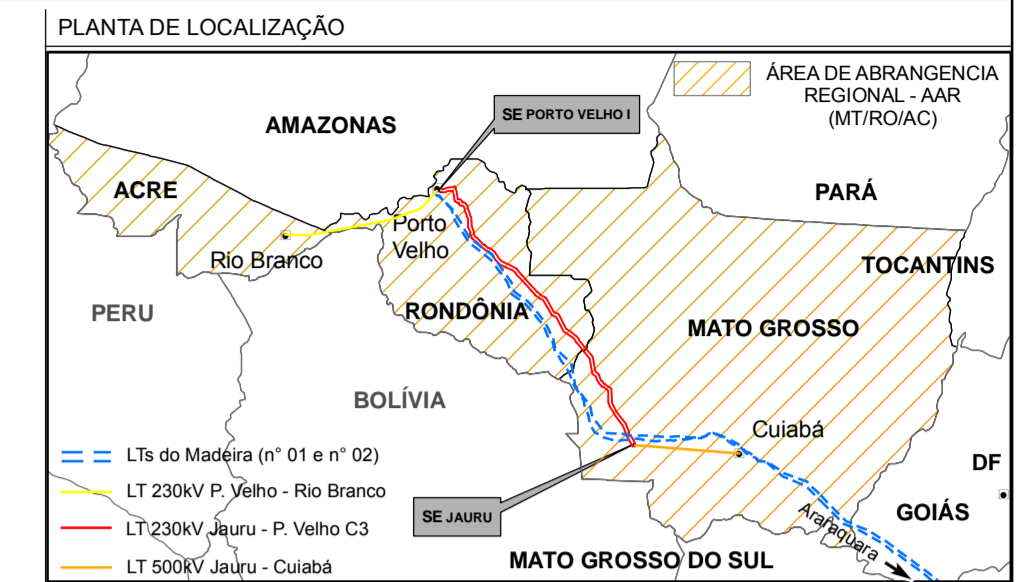 PLANTA DE LOCALIZAÇÃO
ÁREA DE ABRANGENCIA
REGIONAL - AAR
(MT/RO/AC)
SE PORTO VELHO I
AMAZONAS
ACRE
PARÁ
Porto
Velho
Rio Branco
TOCANTINS
PERU
RONDÔNIA
MATO GROSSO
BOLÍVIA
Cuiabá
LTs do Madeira (n° 01 e n° 02)
DF
LT 230kV P. Velho - Rio Branco
SE JAURU
GOIÁS
Araraquara
LT 230kV Jauru - P. Velho C3
MATO GROSSO DO SUL
LT 500kV Jauru - Cuiabá